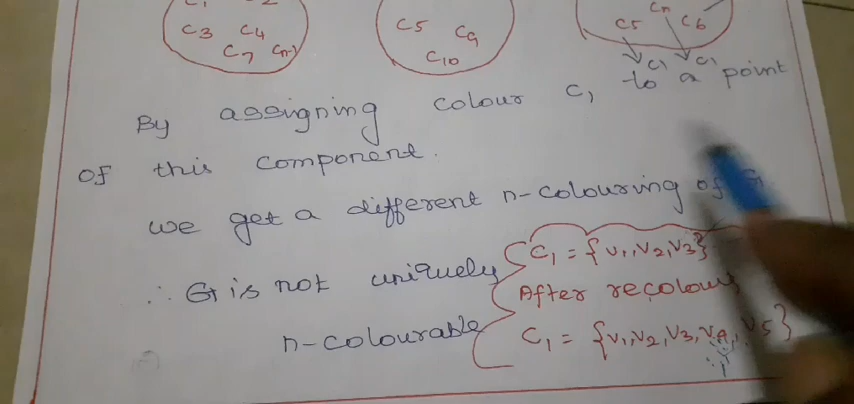 C3 C4
C7 Cn-1
C5 C9
C10
Cn
C5 C6
C1 C1
By assigning colour C1 to a point
of this component.
we get a different n-colouring of G
∴ G is not uniquely
n-colourable
C1 = {v1, v2, v3}
After recolour
C1 = {v1, v2, v3, v4, v5}